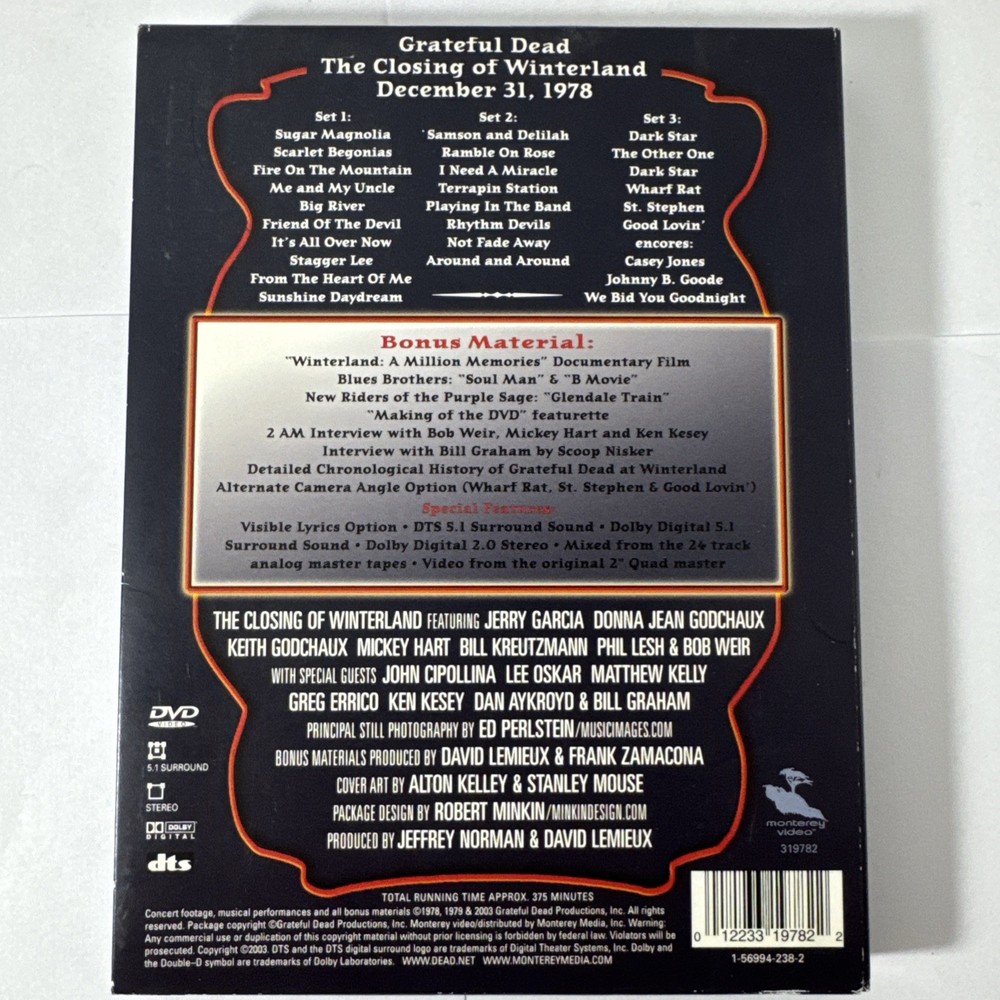 Grateful Dead
The Closing of Winterland
December 31, 1978
Set 1:
Sugar Magnolia
Scarlet Begonias
Fire On The Mountain
Me and My Uncle
Big River
Friend Of The Devil
It's All Over Now
Stagger Lee
From The Heart Of Me
Sunshine Daydream
Set 2:
Samson and Delilah
Ramble On Rose
I Need A Miracle
Terrapin Station
Playing In The Band
Rhythm Devils
Not Fade Away
Around and Around
Set 3:
Dark Star
The Other One
Dark Star
Wharf Rat
St. Stephen
Good Lovin'
encores:
Casey Jones
Johnny B. Goode
We Bid You Goodnight
Bonus Material:
"Winterland: A Million Memories" Documentary Film
Blues Brothers: "Soul Man" & "B Movie"
New Riders of the Purple Sage: "Glendale Train"
"Making of the DVD" featurette
2 AM Interview with Bob Weir, Mickey Hart and Ken Kesey
Interview with Bill Graham by Scoop Nisker
Detailed Chronological History of Grateful Dead at Winterland
Alternate Camera Angle Option (Wharf Rat, St. Stephen & Good Lovin')
Special Features:
Visible Lyrics Option • DTS 5.1 Surround Sound • Dolby Digital 5.1
Surround Sound • Dolby Digital 2.0 Stereo • Mixed from the 24 track
analog master tapes • Video from the original 2" Quad master
THE CLOSING OF WINTERLAND FEATURING JERRY GARCIA DONNA JEAN GODCHAUX
KEITH GODCHAUX MICKEY HART BILL KREUTZMANN PHIL LESH & BOB WEIR
WITH SPECIAL GUESTS JOHN CIPOLLINA LEE OSKAR MATTHEW KELLY
GREG ERRICO KEN KESEY DAN AYKROYD & BILL GRAHAM
PRINCIPAL STILL PHOTOGRAPHY BY ED PERLSTEIN/MUSICIMAGES.COM
BONUS MATERIALS PRODUCED BY DAVID LEMIEUX & FRANK ZAMACONA
COVER ART BY ALTON KELLEY & STANLEY MOUSE
PACKAGE DESIGN BY ROBERT MINKIN/MINKINDESIGN.COM
PRODUCED BY JEFFREY NORMAN & DAVID LEMIEUX
DVD
VIDEO
5.1 SURROUND
STEREO
DOLBY
DIGITAL
dts
monterey
video™
319782
TOTAL RUNNING TIME APPROX. 375 MINUTES
Concert footage, musical performances and all bonus materials ©1978, 1979 & 2003 Grateful Dead Productions, Inc. All rights
reserved. Package copyright ©Grateful Dead Productions, Inc. Monterey video/distributed by Monterey Media, Inc. Warning:
Any commercial use or duplication of this copyright material without prior licensing is forbidden by federal law. Violators will be
prosecuted. Copyright ©2003. DTS and the DTS digital surround logo are trademarks of Digital Theater Systems, Inc. Dolby and
the Double-D symbol are trademarks of Dolby Laboratories. WWW.DEAD.NET WWW.MONTEREYMEDIA.COM
0 12233 19782 2
1-56994-238-2